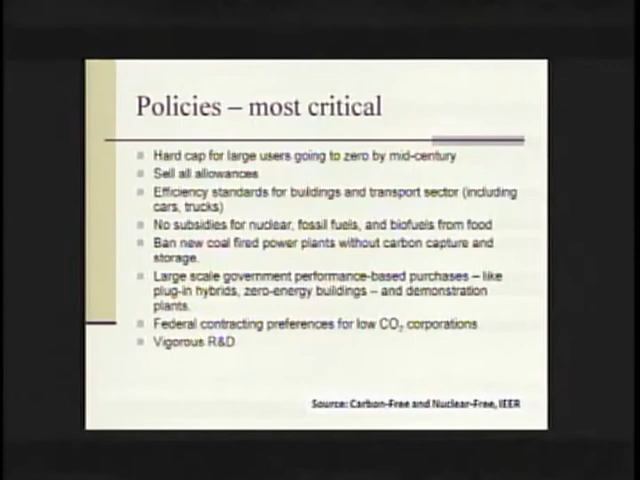 Policies – most critical
Hard cap for large users going to zero by mid-century
Sell all allowances
Efficiency standards for buildings and transport sector (including
cars, trucks)
No subsidies for nuclear, fossil fuels, and biofuels from food
Ban new coal fired power plants without carbon capture and
storage.
Large scale government performance-based purchases – like
plug-in hybrids, zero-energy buildings – and demonstration
plants.
Federal contracting preferences for low CO₂ corporations
Vigorous R&D
Source: Carbon-Free and Nuclear-Free, IEER